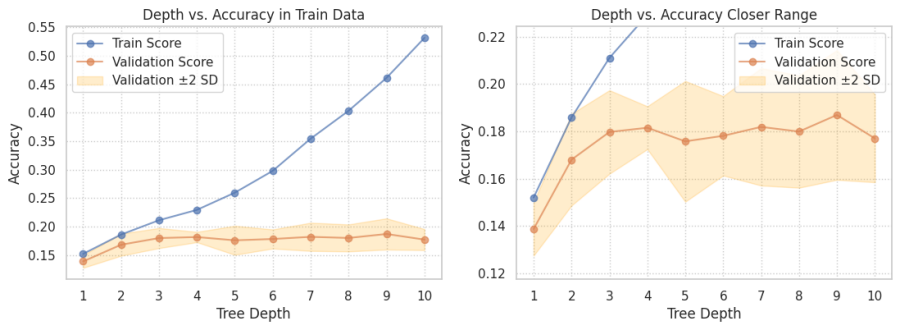 Depth vs. Accuracy in Train Data
Accuracy
0.55
0.50
0.45
0.40
0.35
0.30
0.25
0.20
0.15
Train Score
Validation Score
Validation ±2 SD
1 2 3 4 5 6 7 8 9 10
Tree Depth
Depth vs. Accuracy Closer Range
Accuracy
0.22
0.20
0.18
0.16
0.14
0.12
Train Score
Validation Score
Validation ±2 SD
1 2 3 4 5 6 7 8 9 10
Tree Depth